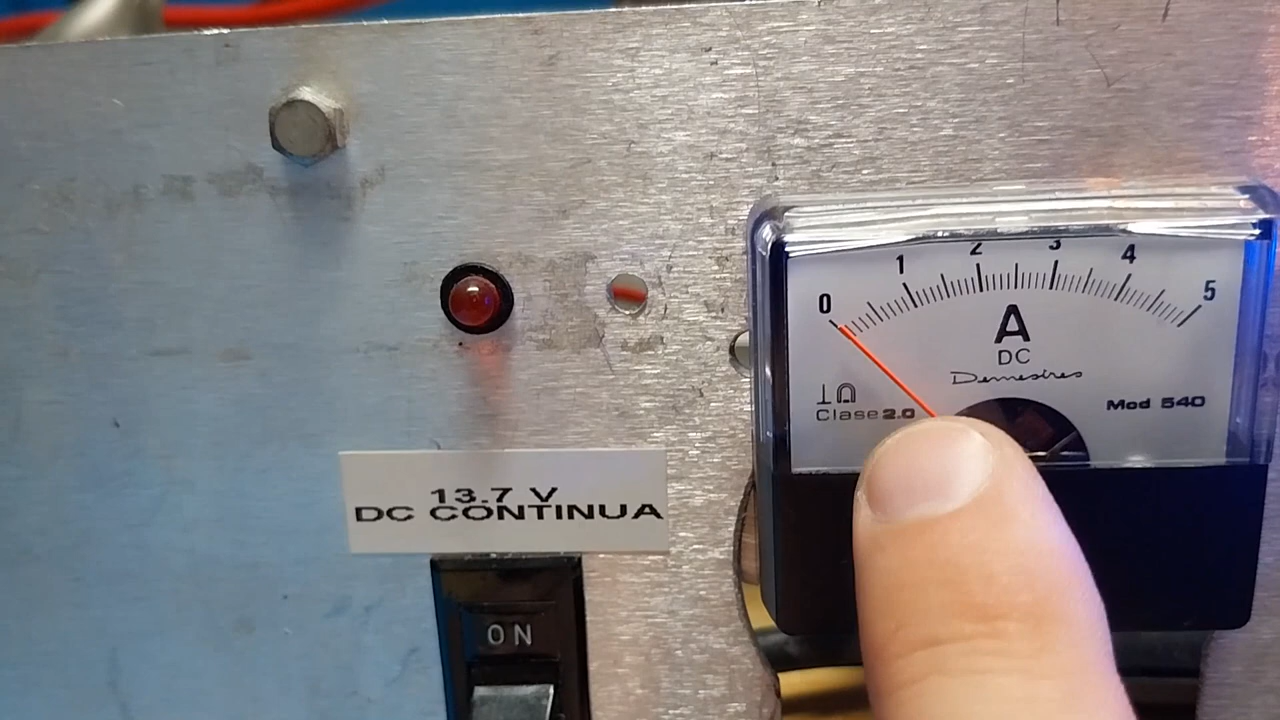 13.7 V
DC CONTINUA
ON
0 1 2 3 4 5
A
DC
Demestres
Clase 2.0
Mod 540